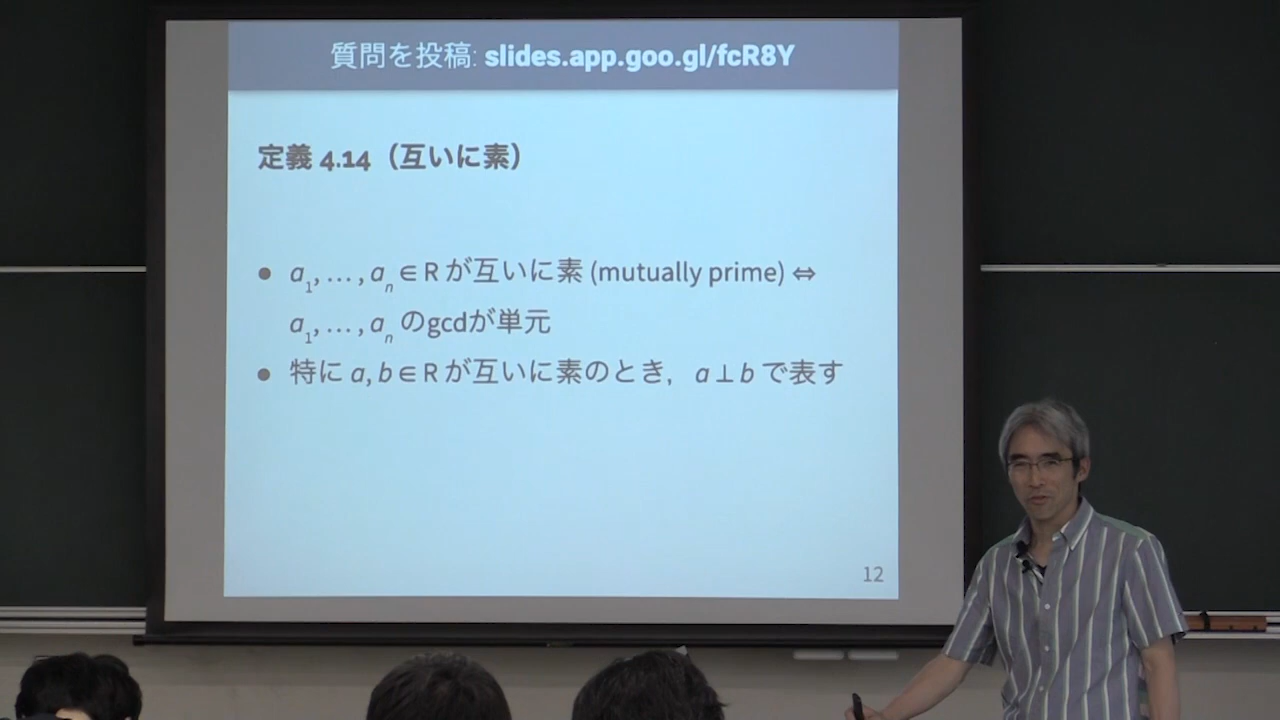 質問を投稿: slides.app.goo.gl/fcR8Y
定義 4.14（互いに素）
● a₁, … , aₙ ∈ R が互いに素 (mutually prime) ⇔
a₁, … , aₙ のgcdが単元
● 特に a, b ∈ R が互いに素のとき， a ⊥ b で表す
12